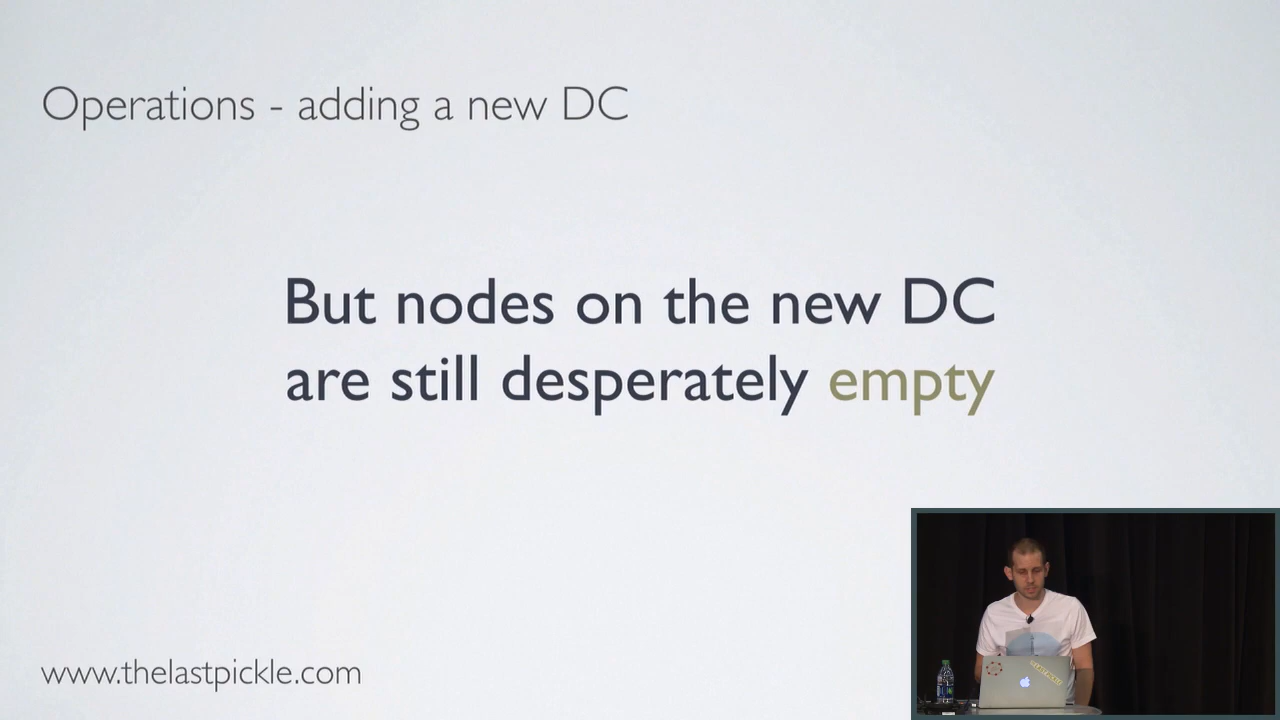 Operations - adding a new DC
But nodes on the new DC
are still desperately empty
www.thelastpickle.com